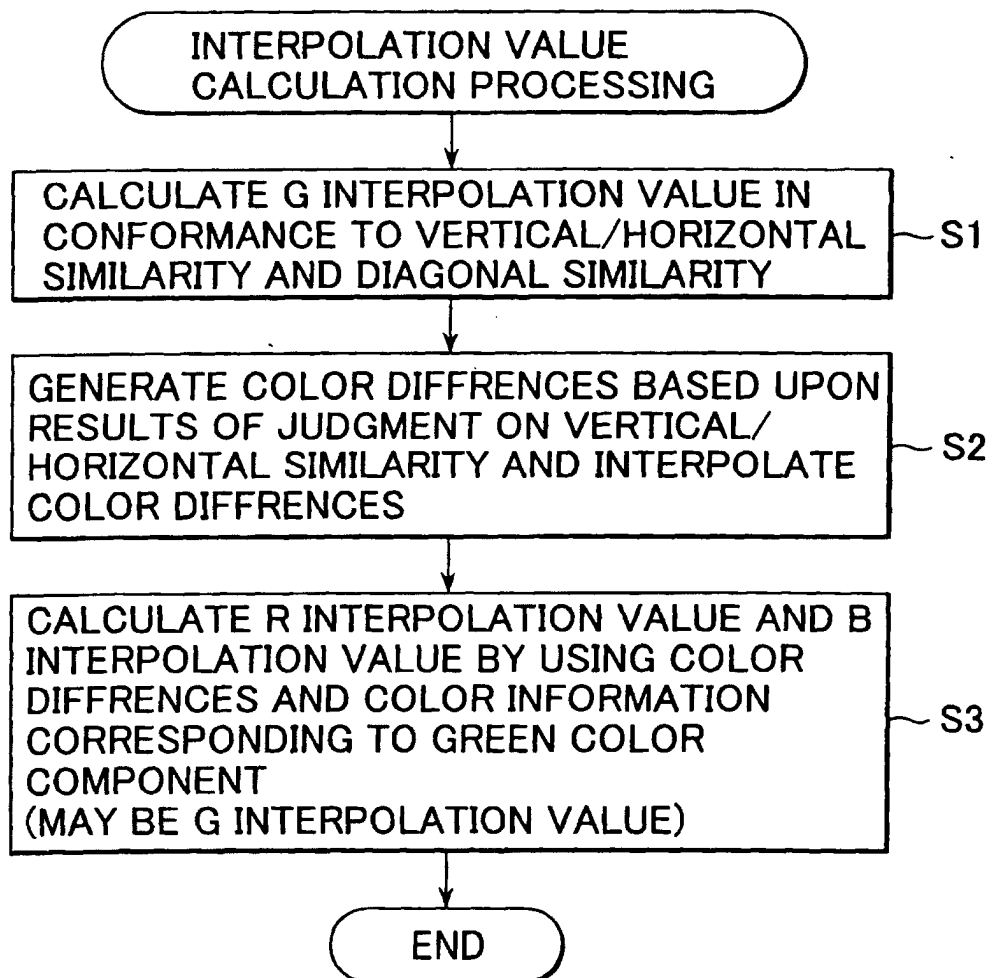 INTERPOLATION VALUE
CALCULATION PROCESSING
CALCULATE G INTERPOLATION VALUE IN
CONFORMANCE TO VERTICAL/HORIZONTAL
SIMILARITY AND DIAGONAL SIMILARITY
S1
GENERATE COLOR DIFFRENCES BASED UPON
RESULTS OF JUDGMENT ON VERTICAL/
HORIZONTAL SIMILARITY AND INTERPOLATE
COLOR DIFFRENCES
S2
CALCULATE R INTERPOLATION VALUE AND B
INTERPOLATION VALUE BY USING COLOR
DIFFRENCES AND COLOR INFORMATION
CORRESPONDING TO GREEN COLOR
COMPONENT
(MAY BE G INTERPOLATION VALUE)
S3
END